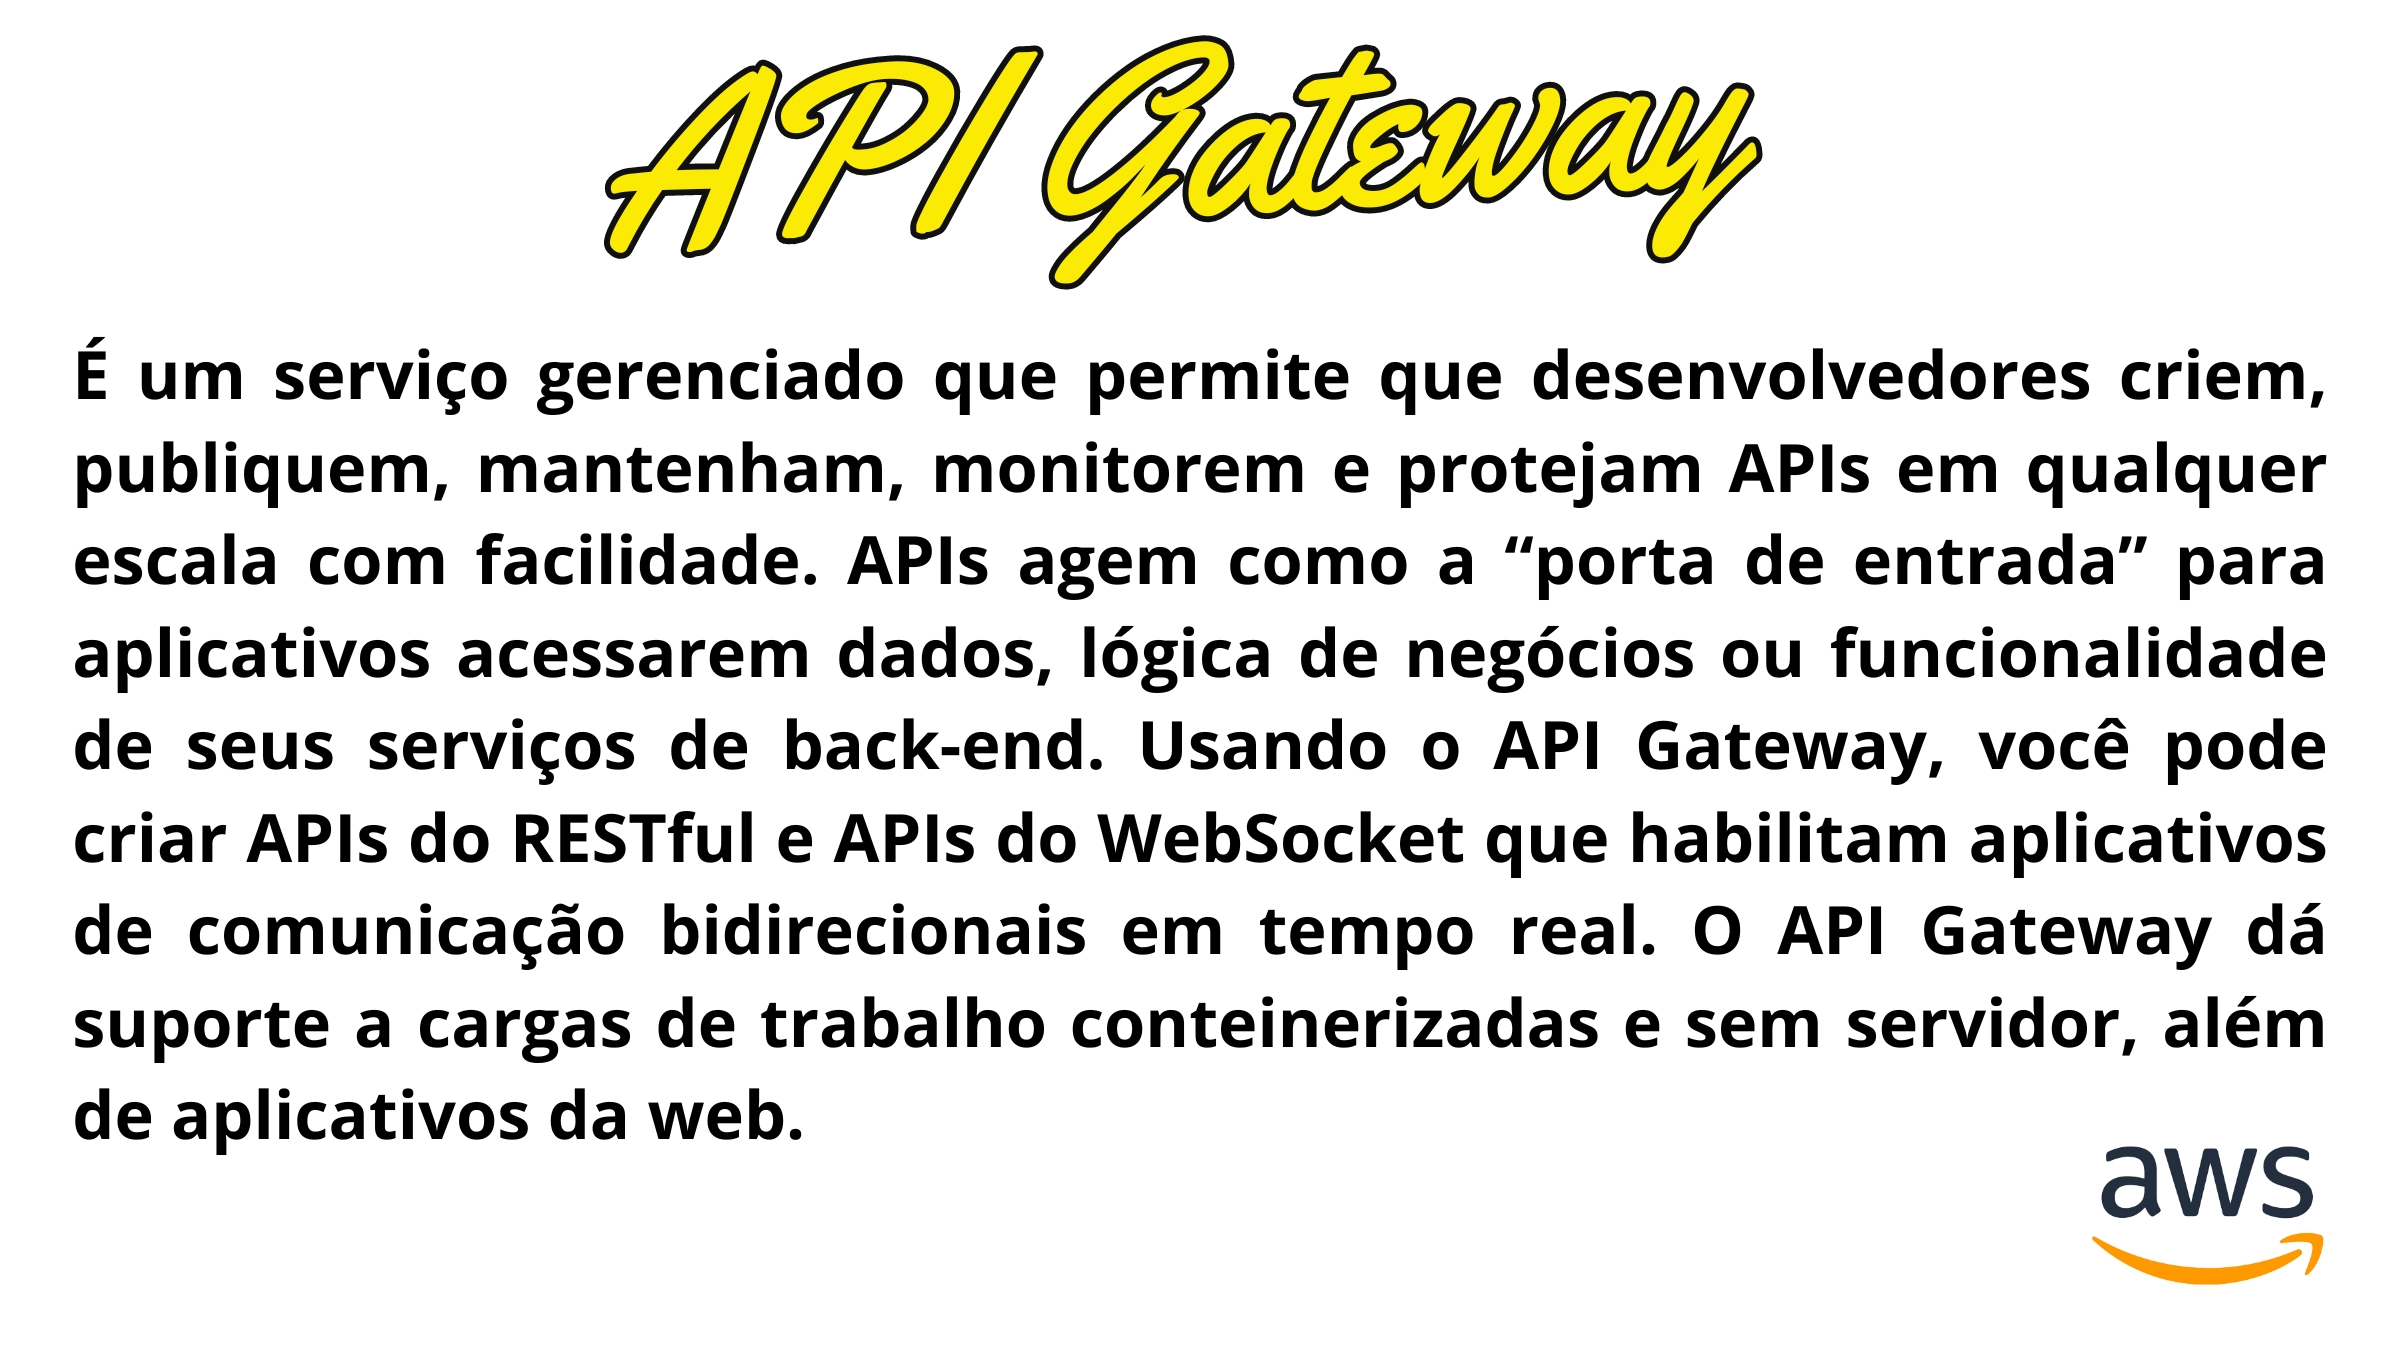 API Gateway
É um serviço gerenciado que permite que desenvolvedores criem,
publiquem, mantenham, monitorem e protejam APIs em qualquer
escala com facilidade. APIs agem como a “porta de entrada” para
aplicativos acessarem dados, lógica de negócios ou funcionalidade
de seus serviços de back-end. Usando o API Gateway, você pode
criar APIs do RESTful e APIs do WebSocket que habilitam aplicativos
de comunicação bidirecionais em tempo real. O API Gateway dá
suporte a cargas de trabalho conteinerizadas e sem servidor, além
de aplicativos da web.
aws